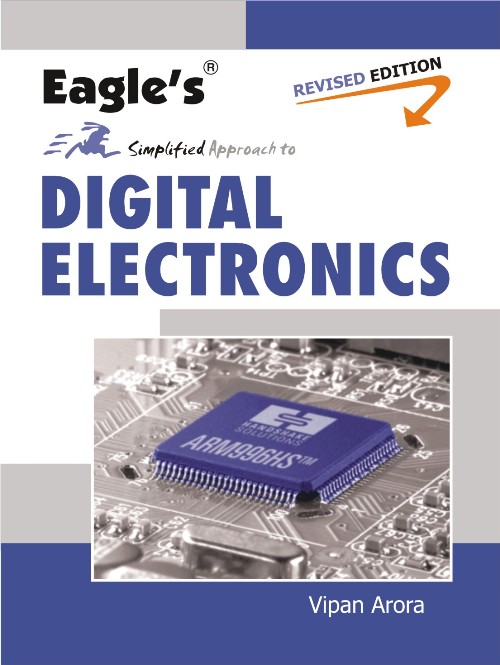 Eagle's®
REVISED EDITION
Simplified Approach to
DIGITAL
ELECTRONICS
HANDSHAKE
SOLUTIONS
ARM996HS™
Vipan Arora